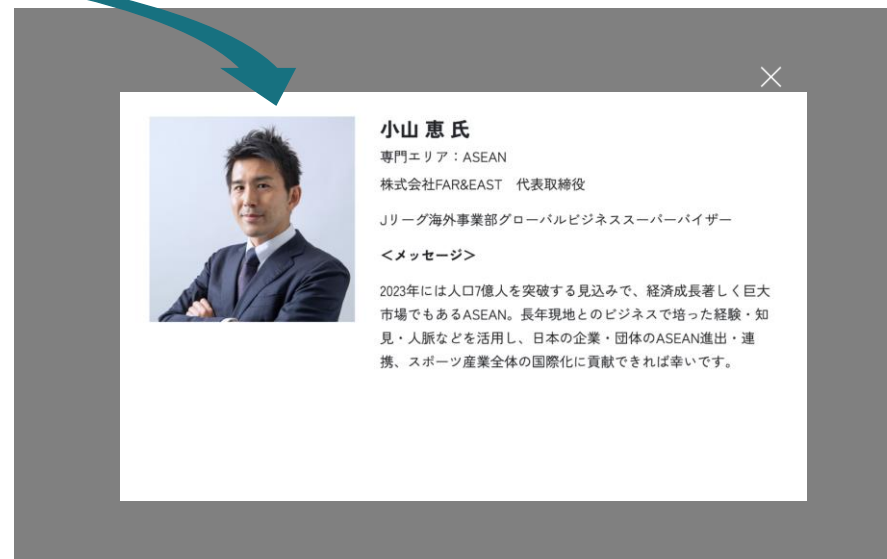 小山 恵 氏
専門エリア：ASEAN
株式会社FAR&EAST　代表取締役
Jリーグ海外事業部グローバルビジネススーパーバイザー
＜メッセージ＞
2023年には人口7億人を突破する見込みで、経済成長著しく巨大
市場でもあるASEAN。長年現地とのビジネスで培った経験・知
見・人脈などを活用し、日本の企業・団体のASEAN進出・連
携、スポーツ産業全体の国際化に貢献できれば幸いです。